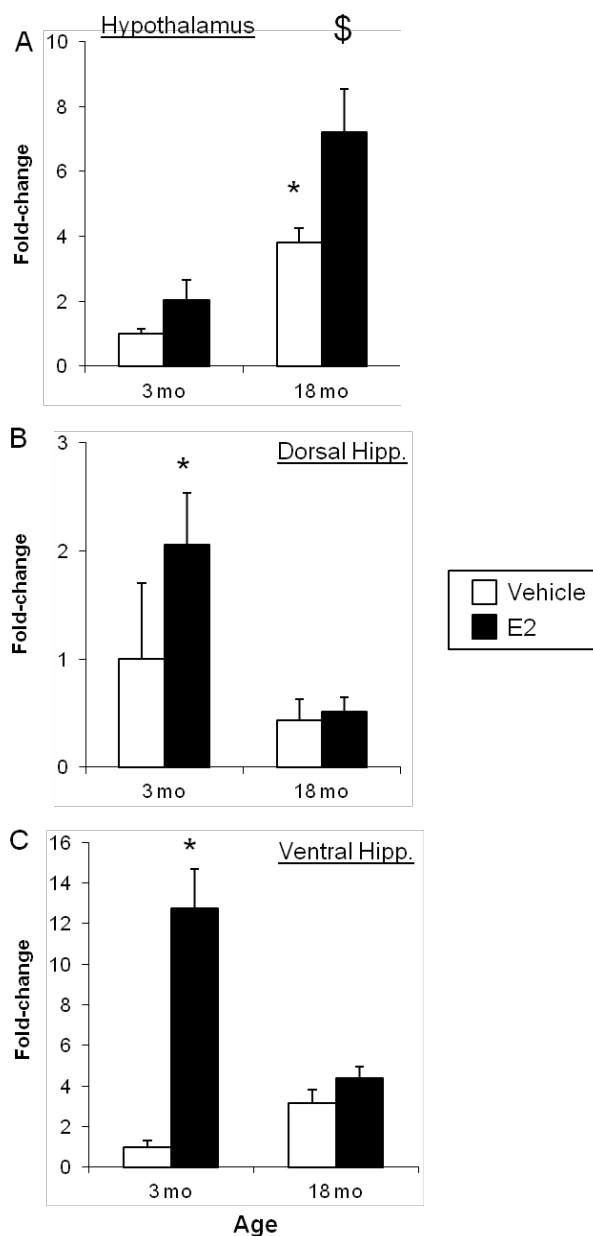 A
Hypothalamus
$
10
8
*
6
4
2
0
Fold-change
3 mo 18 mo
B
Dorsal Hipp.
3
*
2
1
0
Fold-change
3 mo 18 mo
Vehicle
E2
C
Ventral Hipp.
16
*
14
12
10
8
6
4
2
0
Fold-change
3 mo 18 mo
Age